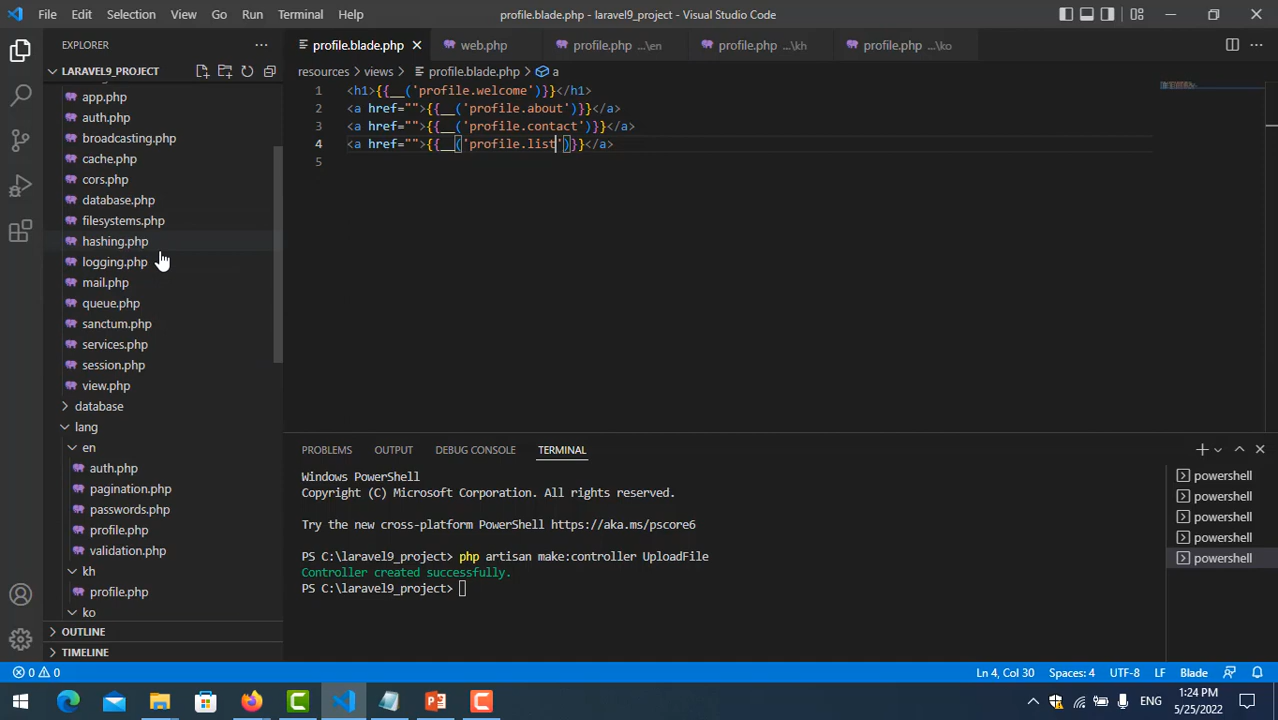 File Edit Selection View Go Run Terminal Help
profile.blade.php - laravel9_project - Visual Studio Code
EXPLORER
LARAVEL9_PROJECT
app.php
auth.php
broadcasting.php
cache.php
cors.php
database.php
filesystems.php
hashing.php
logging.php
mail.php
queue.php
sanctum.php
services.php
session.php
view.php
database
lang
en
auth.php
pagination.php
passwords.php
profile.php
validation.php
kh
profile.php
ko
OUTLINE
TIMELINE
profile.blade.php web.php profile.php ...\en profile.php ...\kh profile.php ...\ko
resources > views > profile.blade.php > a
1 <h1>{{__('profile.welcome')}}</h1>
2 <a href="">{{__('profile.about')}}</a>
3 <a href="">{{__('profile.contact')}}</a>
4 <a href="">{{__('profile.list')}}</a>
5
PROBLEMS OUTPUT DEBUG CONSOLE TERMINAL
Windows PowerShell
Copyright (C) Microsoft Corporation. All rights reserved.
Try the new cross-platform PowerShell https://aka.ms/pscore6
PS C:\laravel9_project> php artisan make:controller UploadFile
Controller created successfully.
PS C:\laravel9_project>
powershell
powershell
powershell
powershell
powershell
0 0
Ln 4, Col 30 Spaces: 4 UTF-8 LF Blade
ENG
1:24 PM
5/25/2022